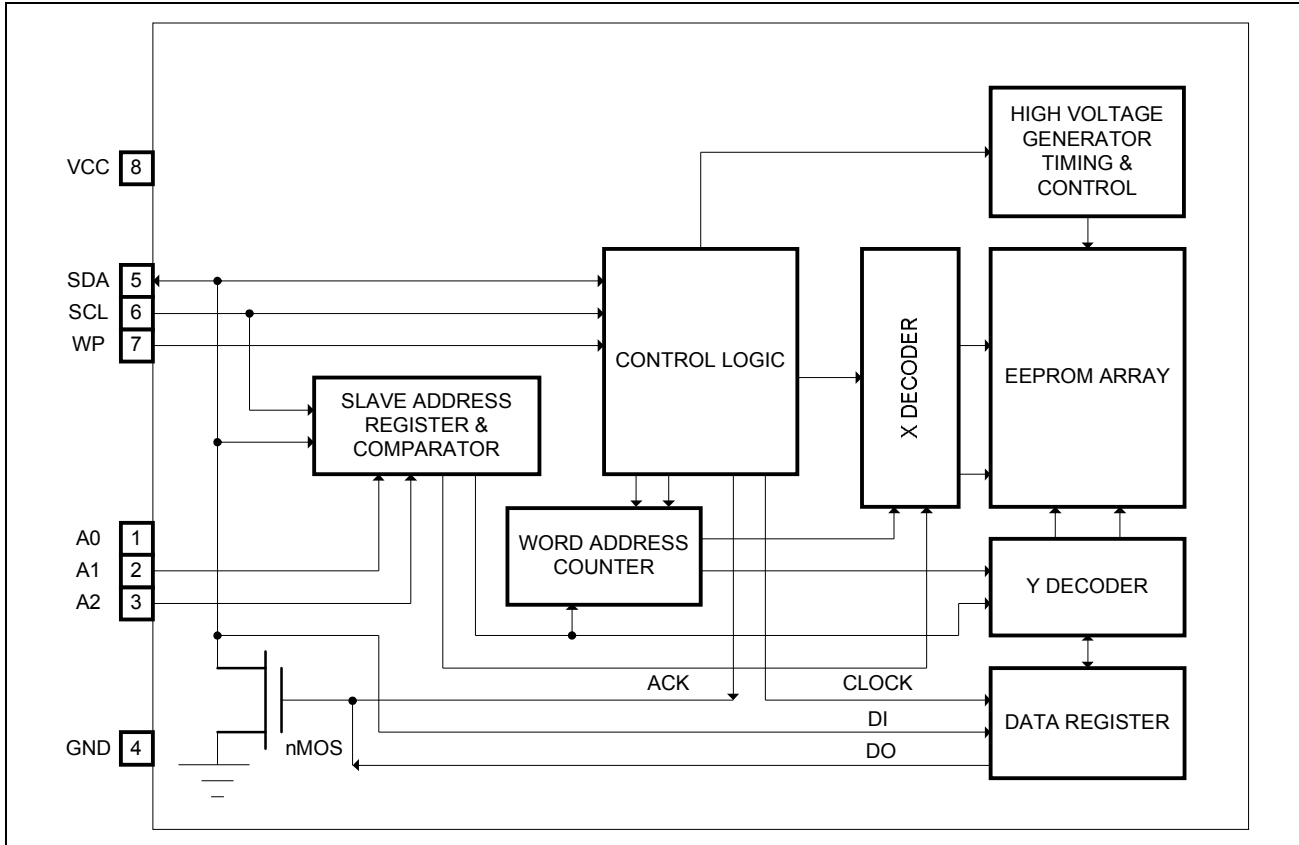 HIGH VOLTAGE
GENERATOR
TIMING &
CONTROL
VCC 8
SDA 5
SCL 6
WP 7
CONTROL LOGIC
X DECODER
EEPROM ARRAY
SLAVE ADDRESS
REGISTER &
COMPARATOR
A0 1
A1 2
A2 3
WORD ADDRESS
COUNTER
Y DECODER
ACK
CLOCK
DI
DO
DATA REGISTER
GND 4
nMOS